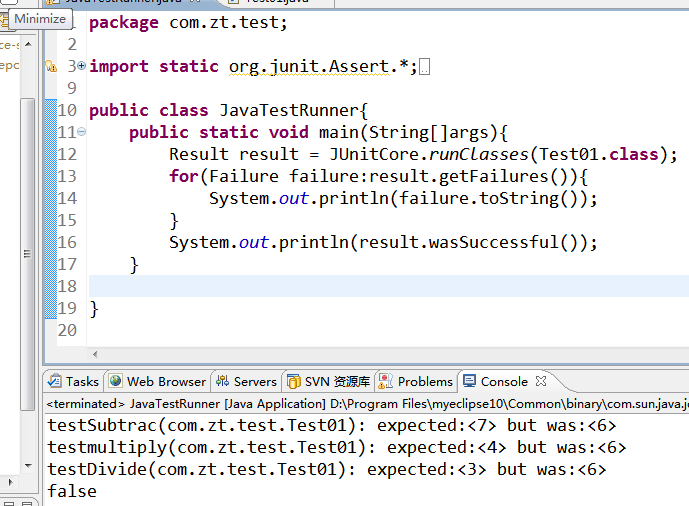 Minimize
1 package com.zt.test;
2
ce-s
epo
3 import static org.junit.Assert.*;
9
10 public class JavaTestRunner{
11 public static void main(String[]args){
12 Result result = JUnitCore.runClasses(Test01.class);
13 for(Failure failure:result.getFailures()){
14 System.out.println(failure.toString());
15 }
16 System.out.println(result.wasSuccessful());
17 }
18
19 }
20
Tasks Web Browser Servers SVN 资源库 Problems Console
<terminated> JavaTestRunner [Java Application] D:\Program Files\myeclipse10\Common\binary\com.sun.java.j
testSubtrac(com.zt.test.Test01): expected:<7> but was:<6>
testmultiply(com.zt.test.Test01): expected:<4> but was:<6>
testDivide(com.zt.test.Test01): expected:<3> but was:<6>
false